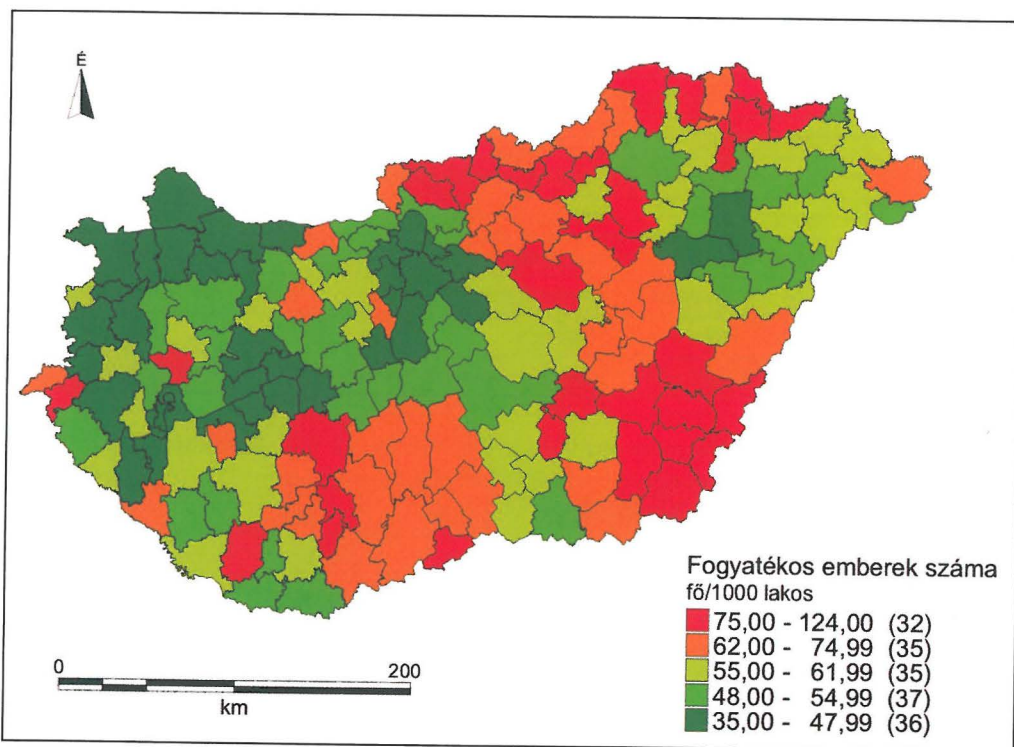 É
Fogyatékos emberek száma
fő/1000 lakos
75,00 - 124,00 (32)
62,00 - 74,99 (35)
55,00 - 61,99 (35)
48,00 - 54,99 (37)
35,00 - 47,99 (36)
0 200
km